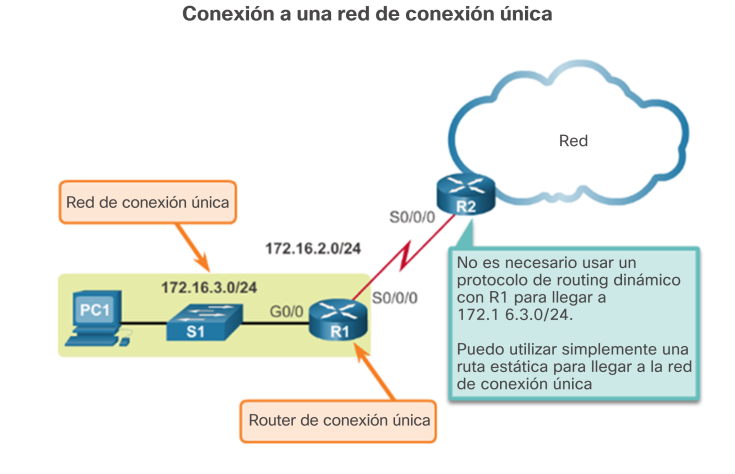 Conexión a una red de conexión única
Red
Red de conexión única
R2
S0/0/0
172.16.2.0/24
No es necesario usar un
protocolo de routing dinámico
con R1 para llegar a
172.1 6.3.0/24.
Puedo utilizar simplemente una
ruta estática para llegar a la red
de conexión única
172.16.3.0/24
S0/0/0
PC1
G0/0
S1
R1
Router de conexión única